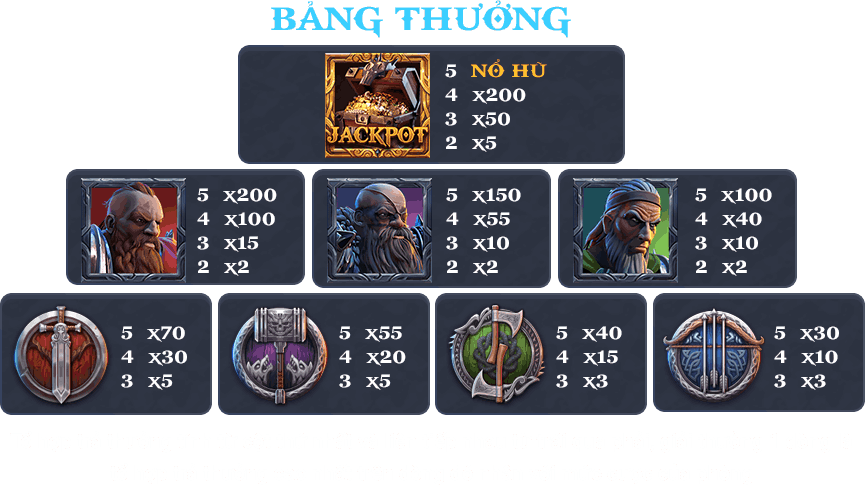 BẢNG THƯỞNG
JACKPOT
5 NỔ HÙ
4 x200
3 x50
2 x5
5 x200
4 x100
3 x15
2 x2
5 x150
4 x55
3 x10
2 x2
5 x100
4 x40
3 x10
2 x2
5 x70
4 x30
3 x5
5 x55
4 x20
3 x5
5 x40
4 x15
3 x3
5 x30
4 x10
3 x3